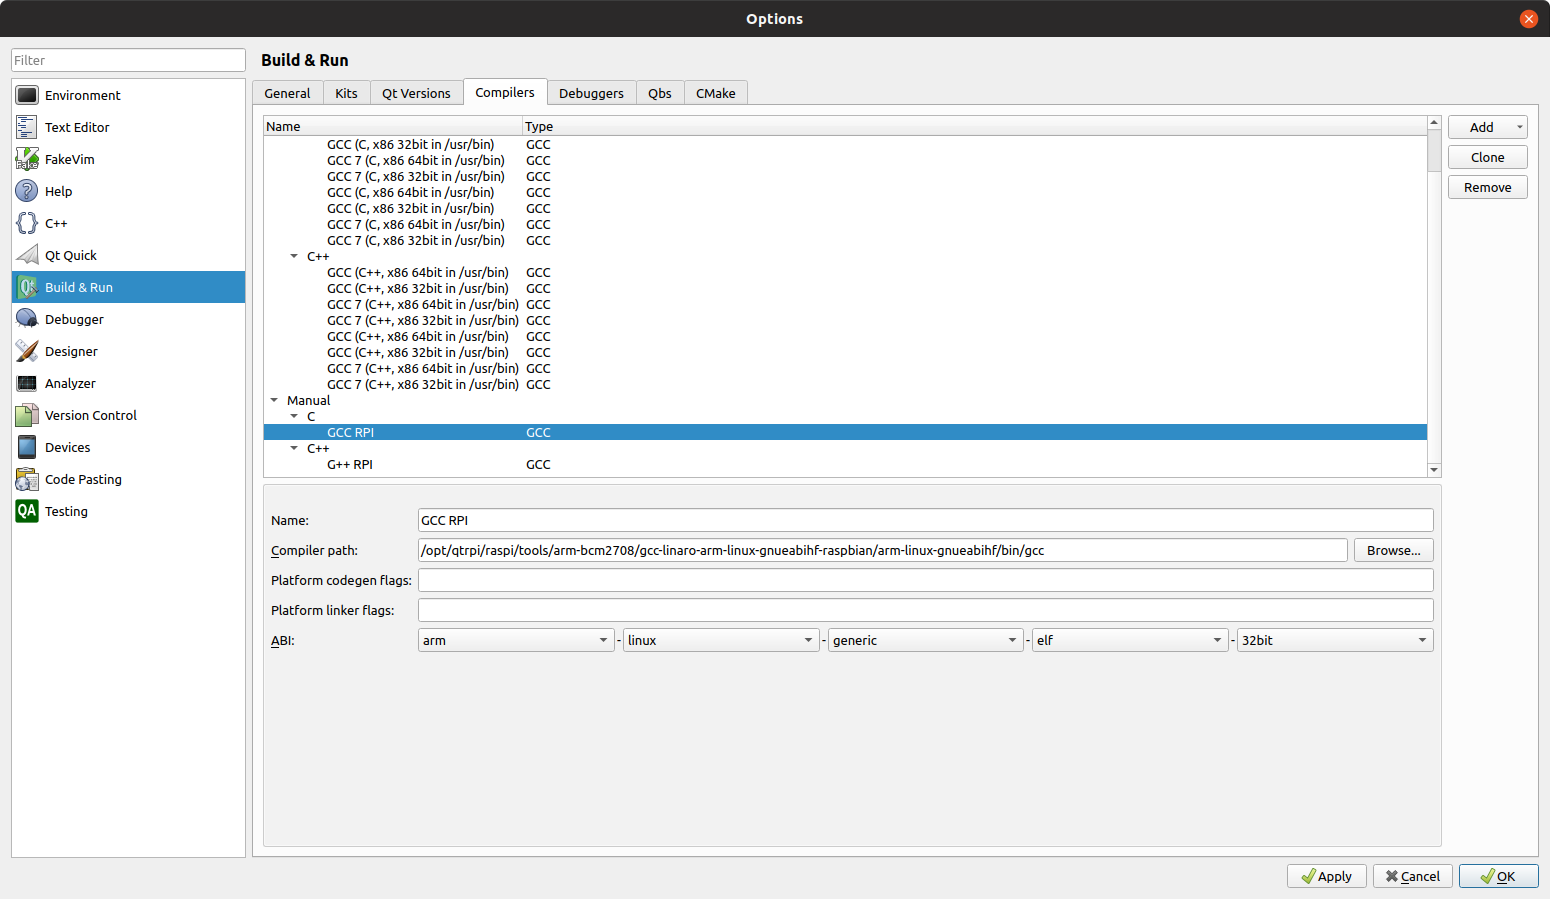 Options
Filter
Environment
Text Editor
FakeVim
Help
C++
Qt Quick
Build & Run
Debugger
Designer
Analyzer
Version Control
Devices
Code Pasting
QA Testing
Build & Run
General Kits Qt Versions Compilers Debuggers Qbs CMake
Name Type
GCC (C, x86 32bit in /usr/bin) GCC
GCC 7 (C, x86 64bit in /usr/bin) GCC
GCC 7 (C, x86 32bit in /usr/bin) GCC
GCC (C, x86 64bit in /usr/bin) GCC
GCC (C, x86 32bit in /usr/bin) GCC
GCC 7 (C, x86 64bit in /usr/bin) GCC
GCC 7 (C, x86 32bit in /usr/bin) GCC
C++
GCC (C++, x86 64bit in /usr/bin) GCC
GCC (C++, x86 32bit in /usr/bin) GCC
GCC 7 (C++, x86 64bit in /usr/bin) GCC
GCC 7 (C++, x86 32bit in /usr/bin) GCC
GCC (C++, x86 64bit in /usr/bin) GCC
GCC (C++, x86 32bit in /usr/bin) GCC
GCC 7 (C++, x86 64bit in /usr/bin) GCC
GCC 7 (C++, x86 32bit in /usr/bin) GCC
Manual
C
GCC RPI GCC
C++
G++ RPI GCC
Add
Clone
Remove
Name: GCC RPI
Compiler path: /opt/qtrpi/raspi/tools/arm-bcm2708/gcc-linaro-arm-linux-gnueabihf-raspbian/arm-linux-gnueabihf/bin/gcc Browse...
Platform codegen flags:
Platform linker flags:
ABI: arm - linux - generic - elf - 32bit
Apply Cancel OK